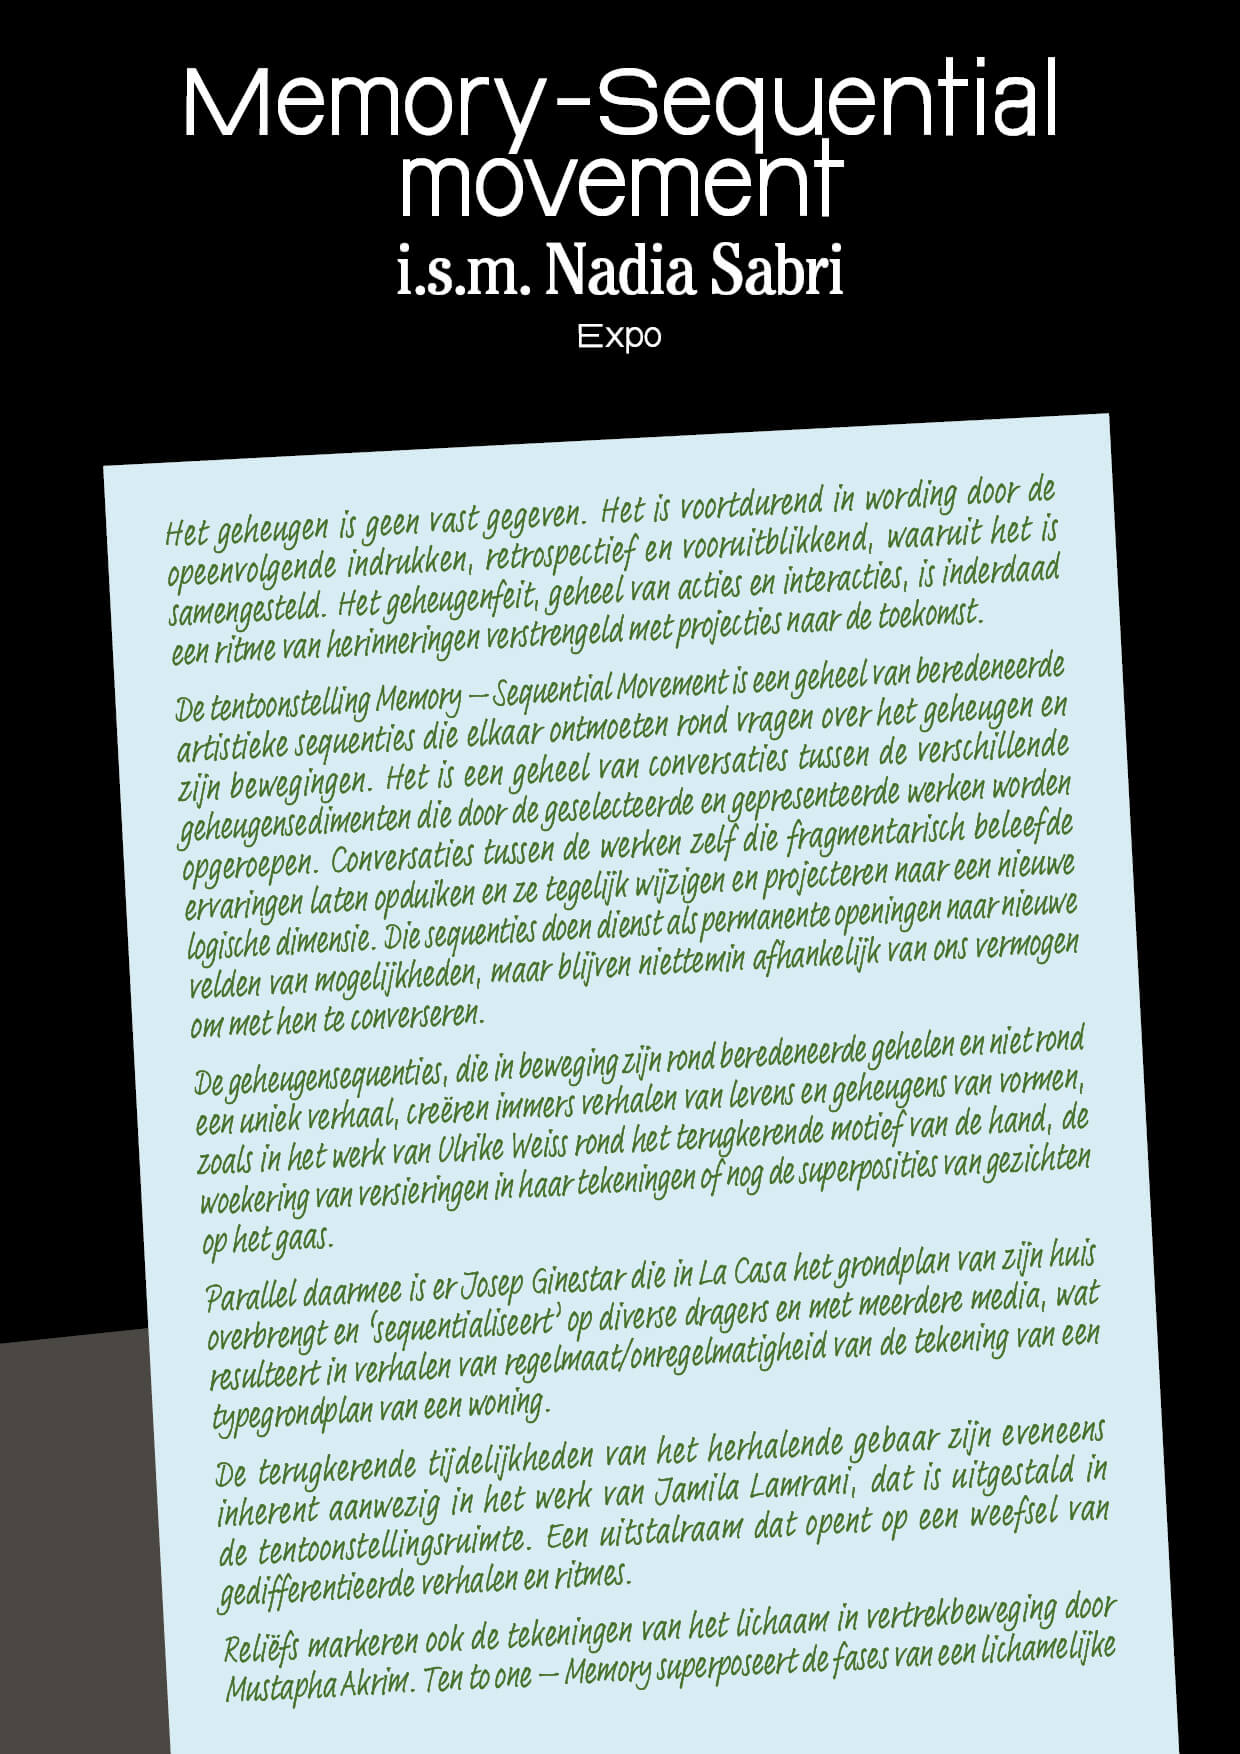 Memory-Sequential
movement
i.s.m. Nadia Sabri
Expo
Het geheugen is geen vast gegeven. Het is voortdurend in wording door de
opeenvolgende indrukken, retrospectief en vooruitblikkend, waaruit het is
samengesteld. Het geheugenfeit, geheel van acties en interacties, is inderdaad
een ritme van herinneringen verstrengeld met projecties naar de toekomst.
De tentoonstelling Memory – Sequential Movement is een geheel van beredeneerde
artistieke sequenties die elkaar ontmoeten rond vragen over het geheugen en
zijn bewegingen. Het is een geheel van conversaties tussen de verschillende
geheugensedimenten die door de geselecteerde en gepresenteerde werken worden
opgeroepen. Conversaties tussen de werken zelf die fragmentarisch beleefde
ervaringen laten opduiken en ze tegelijk wijzigen en projecteren naar een nieuwe
logische dimensie. Die sequenties doen dienst als permanente openingen naar nieuwe
velden van mogelijkheden, maar blijven niettemin afhankelijk van ons vermogen
om met hen te converseren.
De geheugensequenties, die in beweging zijn rond beredeneerde gehelen en niet rond
een uniek verhaal, creëren immers verhalen van levens en geheugens van vormen,
zoals in het werk van Ulrike Weiss rond het terugkerende motief van de hand, de
woekering van versieringen in haar tekeningen of nog de superposities van gezichten
op het gaas.
Parallel daarmee is er Josep Ginestar die in La Casa het grondplan van zijn huis
overbrengt en ‘sequentialiseert’ op diverse dragers en met meerdere media, wat
resulteert in verhalen van regelmaat/onregelmatigheid van de tekening van een
typegrondplan van een woning.
De terugkerende tijdelijkheden van het herhalende gebaar zijn eveneens
inherent aanwezig in het werk van Jamila Lamrani, dat is uitgestald in
de tentoonstellingsruimte. Een uitstalraam dat opent op een weefsel van
gedifferentieerde verhalen en ritmes.
Reliëfs markeren ook de tekeningen van het lichaam in vertrekbeweging door
Mustapha Akrim. Ten to one – Memory superposeert de fases van een lichamelijke